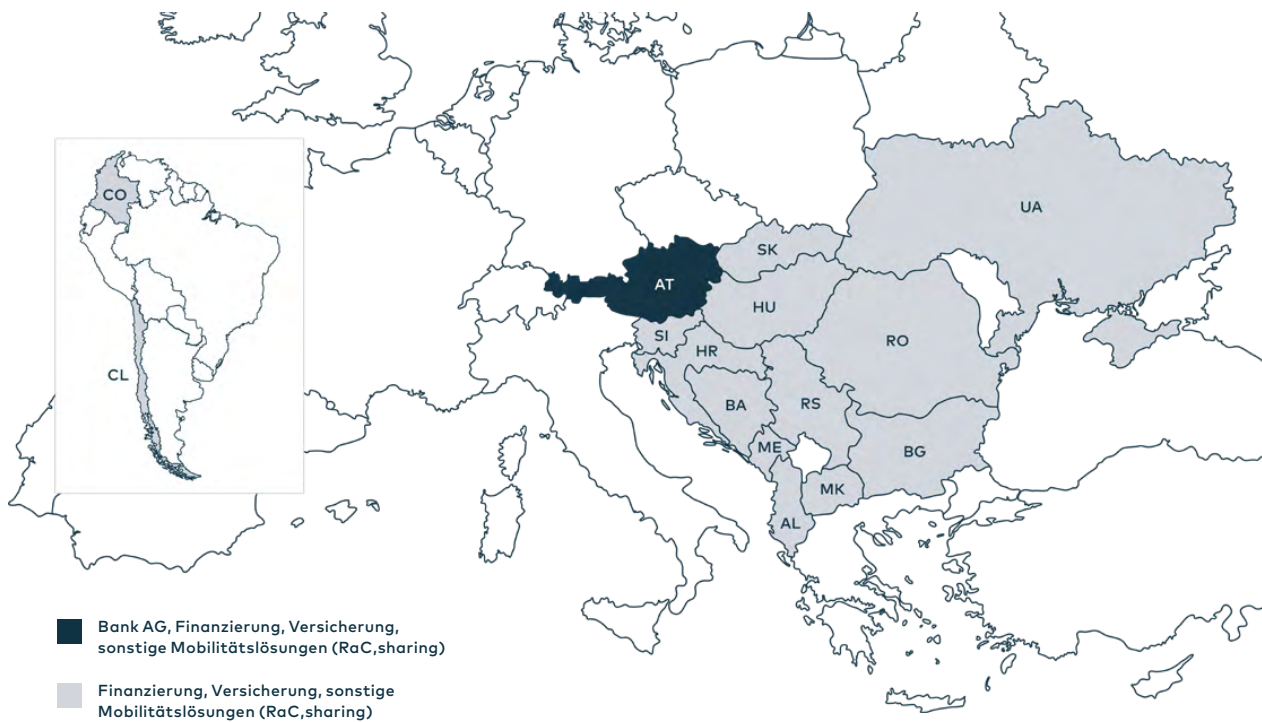 CO
CL
UA
SK
AT
HU
SI
HR
RO
BA
RS
ME
BG
MK
AL
Bank AG, Finanzierung, Versicherung,
sonstige Mobilitätslösungen (RaC,sharing)
Finanzierung, Versicherung, sonstige
Mobilitätslösungen (RaC,sharing)